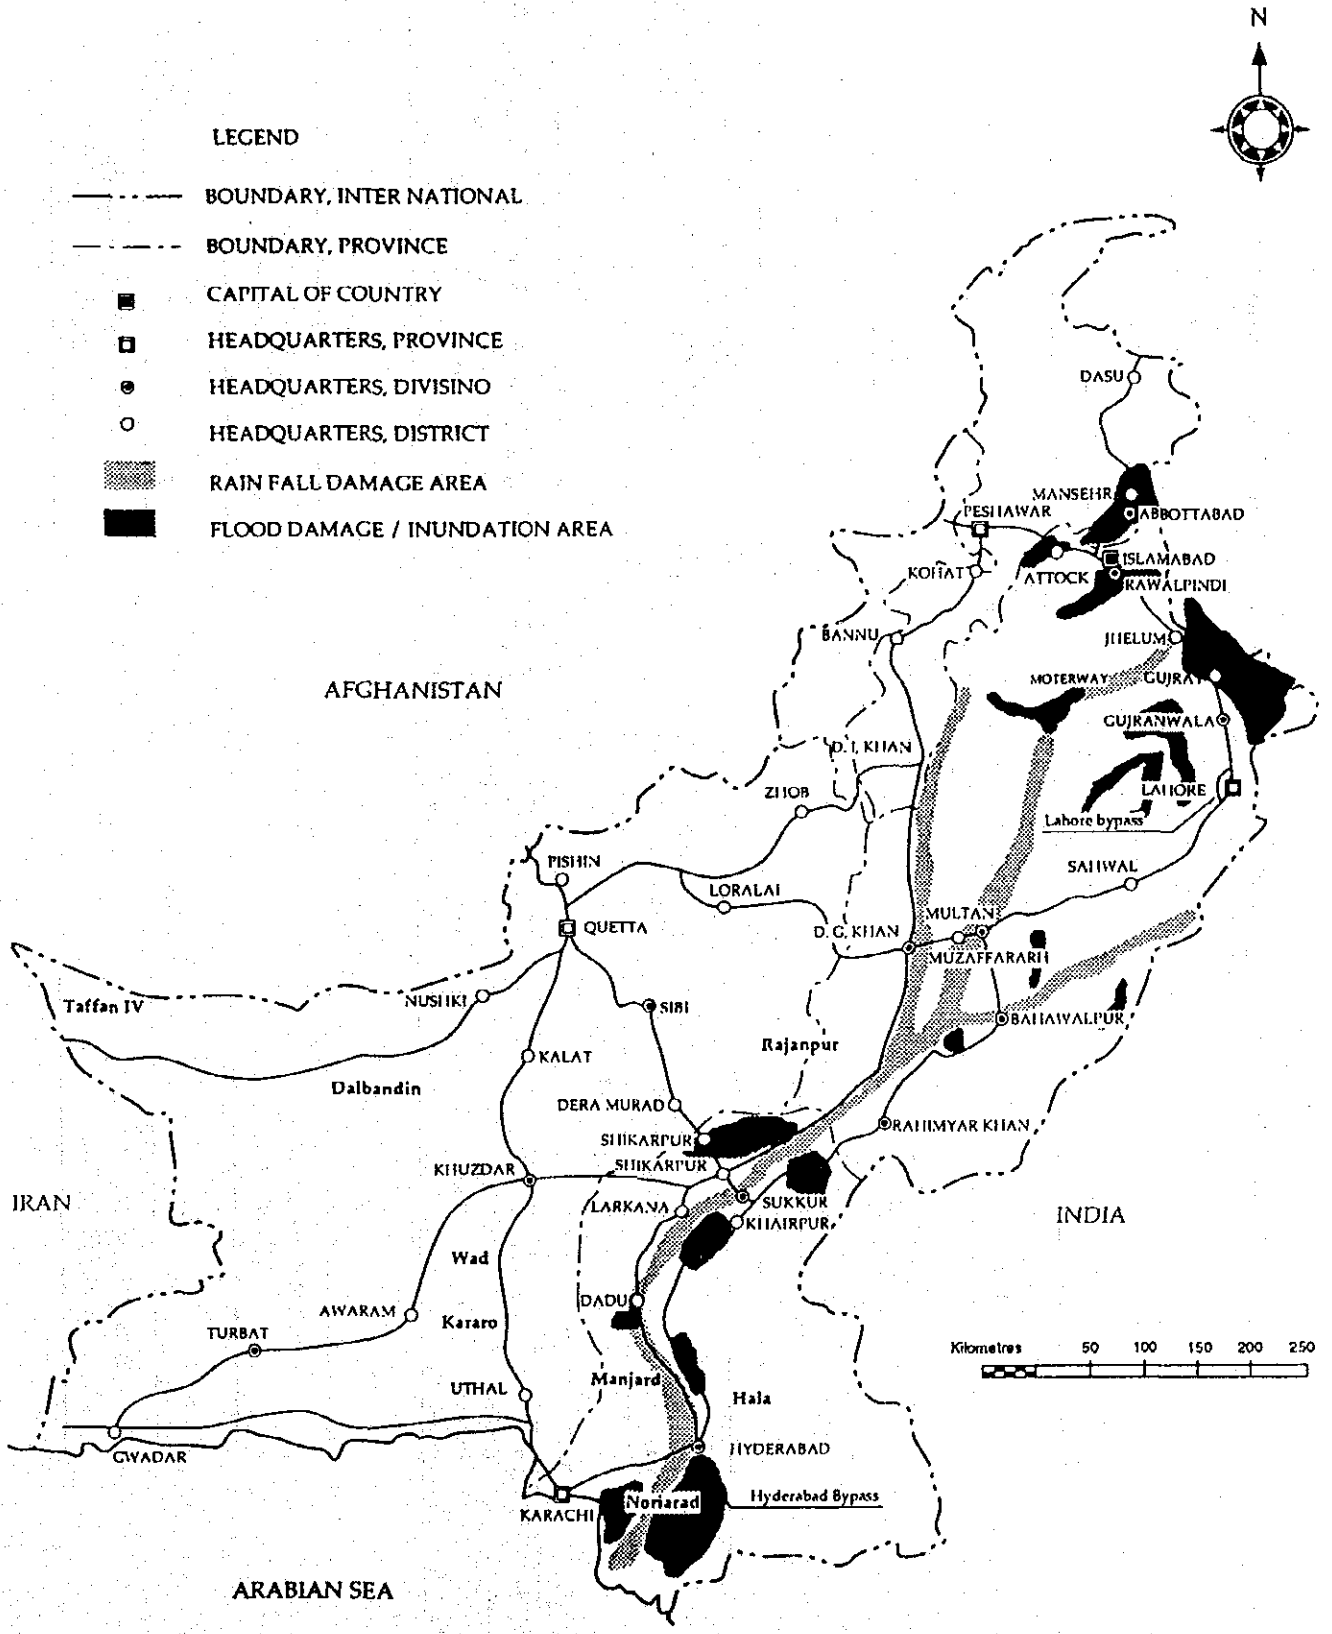 N
LEGEND
BOUNDARY, INTER NATIONAL
BOUNDARY, PROVINCE
CAPITAL OF COUNTRY
HEADQUARTERS, PROVINCE
HEADQUARTERS, DIVISINO
HEADQUARTERS, DISTRICT
RAIN FALL DAMAGE AREA
FLOOD DAMAGE / INUNDATION AREA
DASU
MANSEHR
PESHAWAR
ABBOTTABAD
ISLAMABAD
KOHAT
ATTOCK
RAWALPINDI
BANNU
JHELUM
AFGHANISTAN
MOTERWAY
GUJRAT
GUJRANWALA
D. I. KHAN
ZHOB
LAHORE
Lahore bypass
PISHIN
SAHWAL
LORALAI
MULTAN
QUETTA
D. G. KHAN
MUZAFFARARH
Taffan IV
NUSHKI
SIBI
BAHAWALPUR
Rajanpur
KALAT
Dalbandin
DERA MURAD
RAHIMYAR KHAN
SHIKARPUR
SHIKARPUR
KHUZDAR
IRAN
LARKANA
SUKKUR
KHAIRPUR
INDIA
Wad
DADU
AWARAM
Kararo
TURBAT
Kilometres 50 100 150 200 250
Manjard
UTHAL
Hala
GWADAR
HYDERABAD
Noriarad
Hyderabad Bypass
KARACHI
ARABIAN SEA